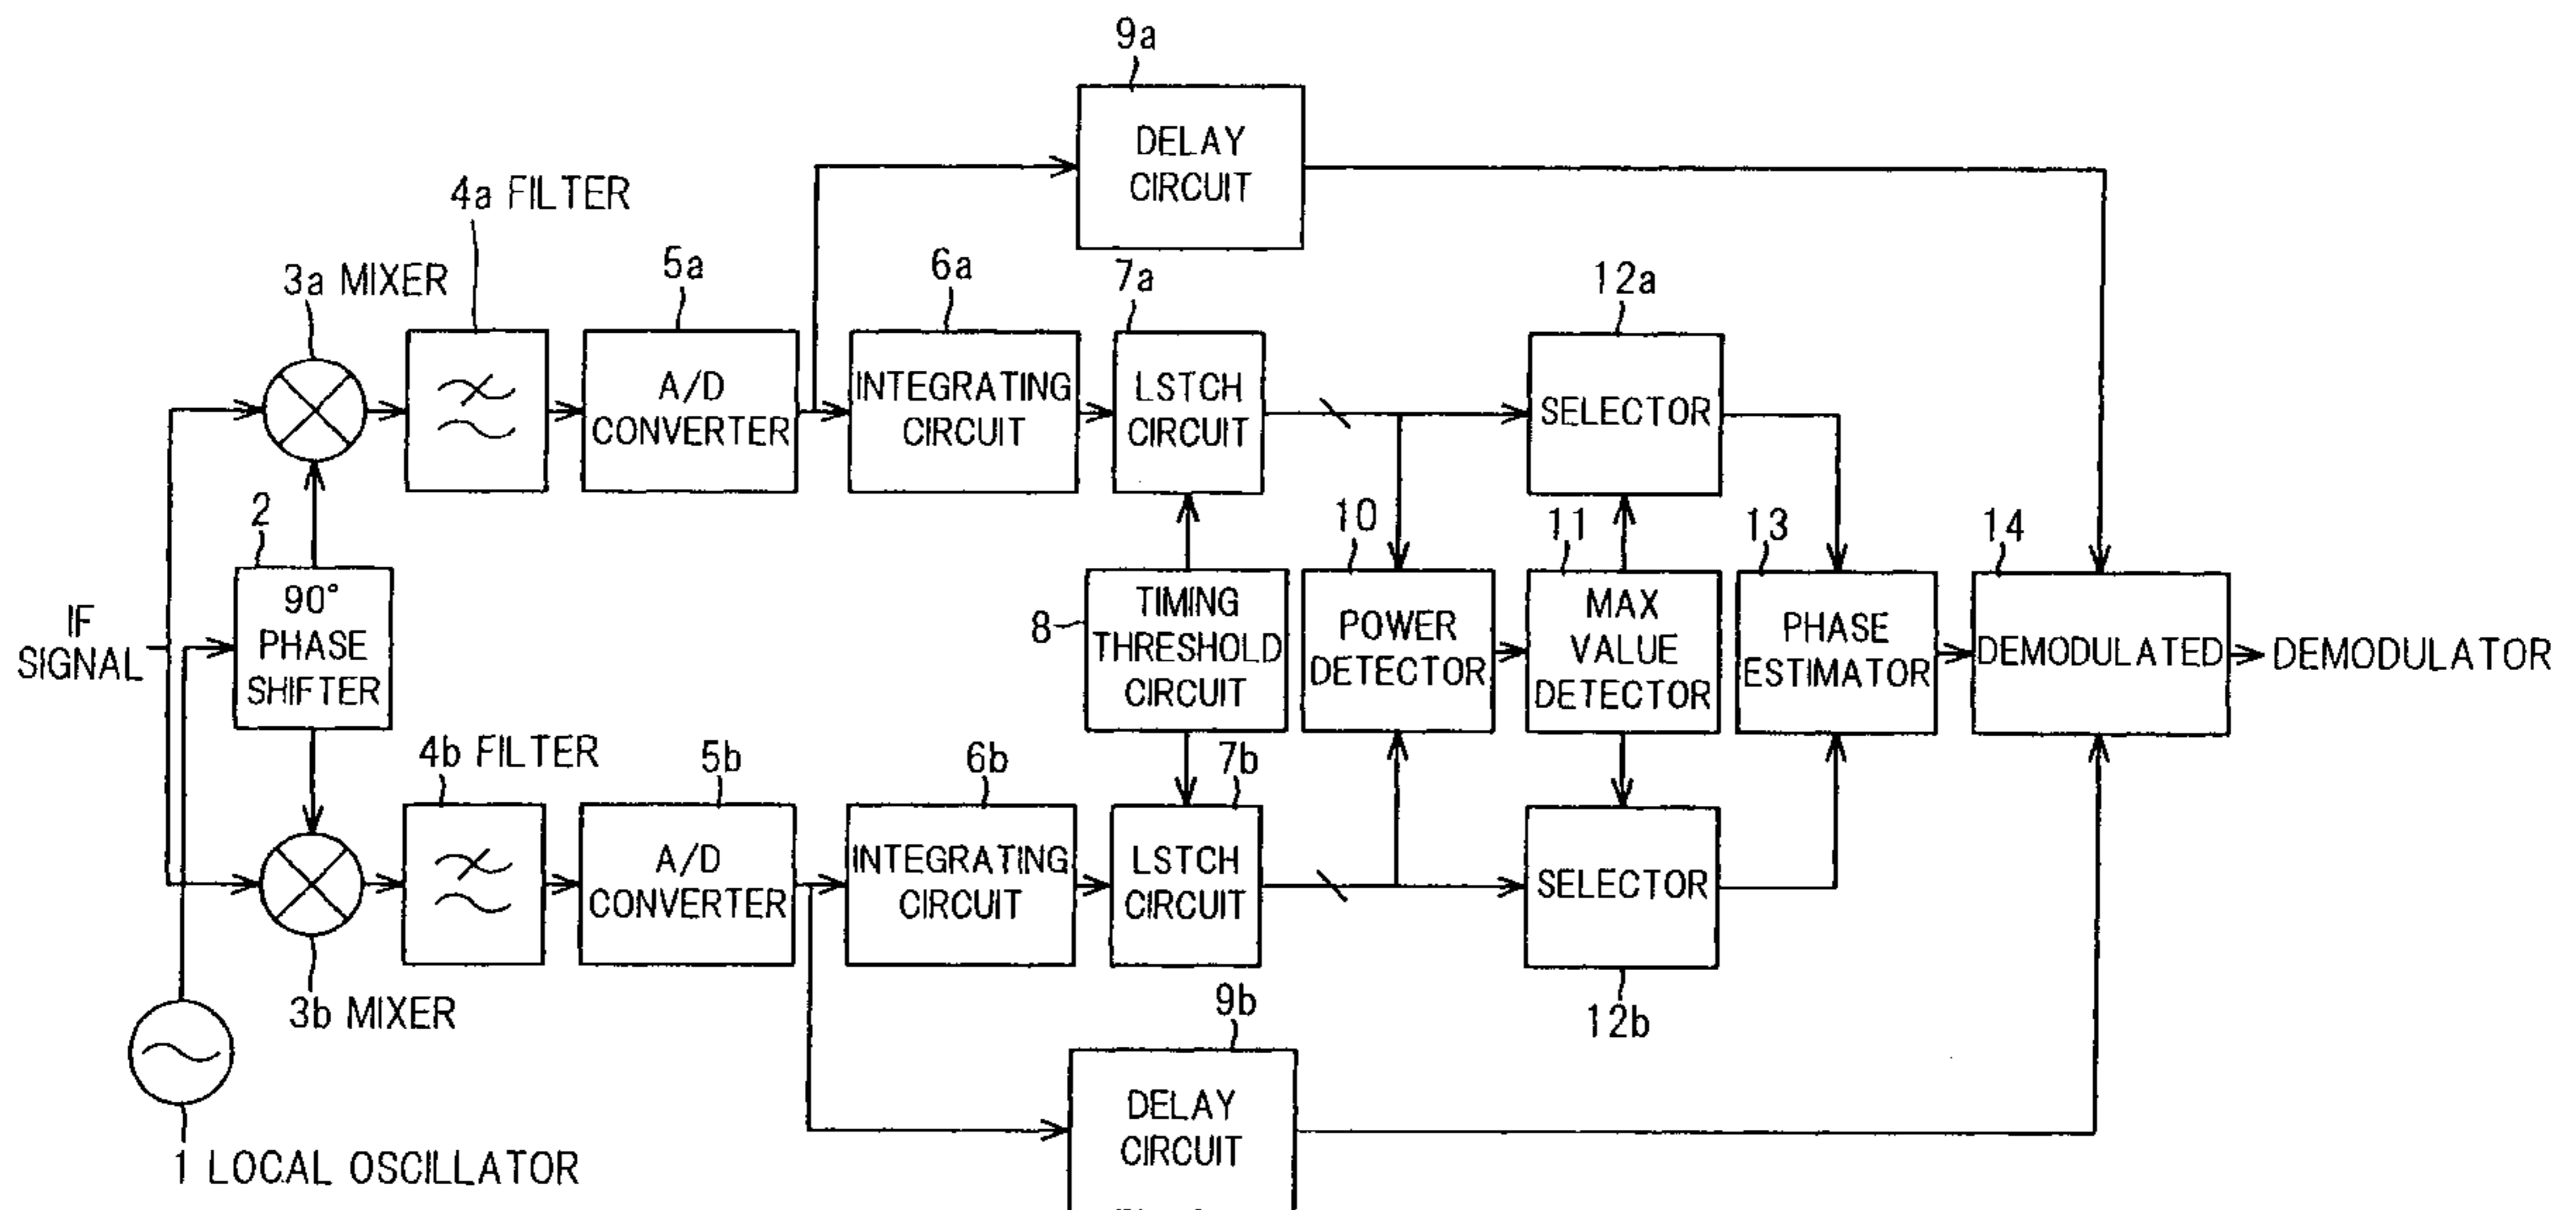 9a
DELAY
CIRCUIT
4a FILTER
3a MIXER
5a
6a
7a
12a
A/D
CONVERTER
INTEGRATING
CIRCUIT
LSTCH
CIRCUIT
SELECTOR
2
10
11
13
14
IF
SIGNAL
90°
PHASE
SHIFTER
8
TIMING
THRESHOLD
CIRCUIT
POWER
DETECTOR
MAX
VALUE
DETECTOR
PHASE
ESTIMATOR
DEMODULATED
DEMODULATOR
4b FILTER
5b
6b
7b
A/D
CONVERTER
INTEGRATING
CIRCUIT
LSTCH
CIRCUIT
SELECTOR
3b MIXER
9b
12b
DELAY
CIRCUIT
1 LOCAL OSCILLATOR